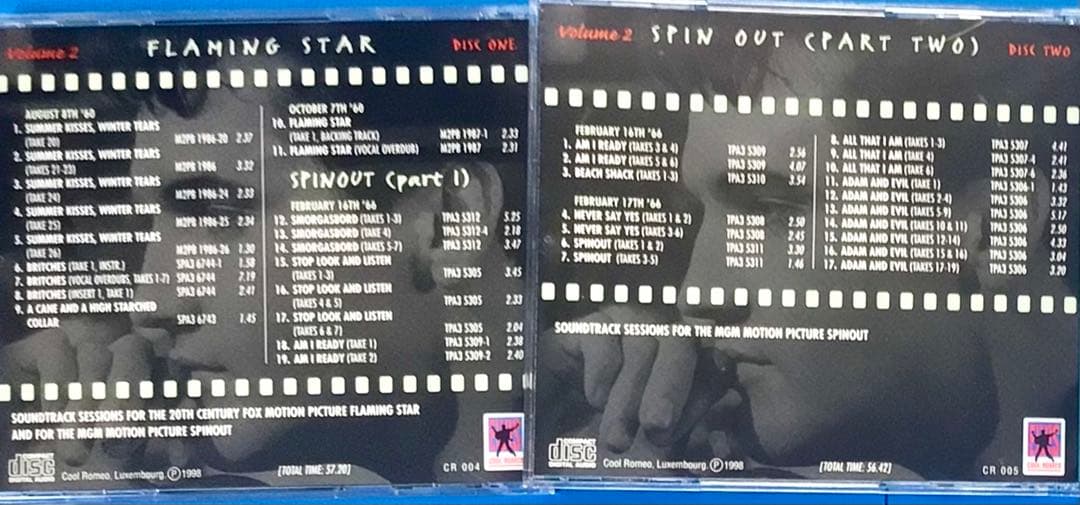 Volume 2 FLAMING STAR DISC ONE
AUGUST 8TH '60
1. SUMMER KISSES, WINTER TEARS
(TAKE 20) M2PB 1986-20 2.37
2. SUMMER KISSES, WINTER TEARS
(TAKES 21-23) M2PB 1986 3.32
3. SUMMER KISSES, WINTER TEARS
(TAKE 24) M2PB 1986-24 2.33
4. SUMMER KISSES, WINTER TEARS
(TAKE 25) M2PB 1986-25 2.34
5. SUMMER KISSES, WINTER TEARS
(TAKE 26) M2PB 1986-26 1.30
6. BRITCHES (TAKE 1, INSTR.) SPA3 6744-1 1.58
7. BRITCHES (VOCAL OVERDUBS, TAKES 1-7) SPA3 6744 7.19
8. BRITCHES (INSERT 1, TAKE 1) SPA3 6744 2.41
9. A CANE AND A HIGH STARCHED
COLLAR SPA3 6743 1.45
OCTOBER 7TH '60
10. FLAMING STAR
(TAKE 1, BACKING TRACK) M2PB 1987-1 2.33
11. FLAMING STAR (VOCAL OVERDUB) M2PB 1987 2.31
SPINOUT (part 1)
FEBRUARY 16TH '66
12. SMORGASBORD (TAKES 1-3) TPA3 5312 3.25
13. SMORGASBORD (TAKE 4) TPA3 5312-4 2.18
14. SMORGASBORD (TAKES 5-7) TPA3 5312 3.47
15. STOP LOOK AND LISTEN
(TAKES 1-3) TPA3 5305 3.45
16. STOP LOOK AND LISTEN
(TAKES 4 & 5) TPA3 5305 2.33
17. STOP LOOK AND LISTEN
(TAKES 6 & 7) TPA3 5305 2.04
18. AM I READY (TAKE 1) TPA3 5309-1 2.38
19. AM I READY (TAKE 2) TPA3 5309-2 2.40
SOUNDTRACK SESSIONS FOR THE 20TH CENTURY FOX MOTION PICTURE FLAMING STAR
AND FOR THE MGM MOTION PICTURE SPINOUT
COMPACT
disc
DIGITAL AUDIO
Cool Romeo, Luxembourg. Ⓟ1998
[TOTAL TIME: 57.20]
CR 004
Volume 2 SPIN OUT (PART TWO) DISC TWO
FEBRUARY 16TH '66
1. AM I READY (TAKES 3 & 4) TPA3 5309 2.56
2. AM I READY (TAKES 5 & 6) TPA3 5309 4.07
3. BEACH SHACK (TAKES 1-3) TPA3 5310 3.54
FEBRUARY 17TH '66
4. NEVER SAY YES (TAKES 1 & 2) TPA3 5308 2.50
5. NEVER SAY YES (TAKES 3-6) TPA3 5308 2.45
6. SPINOUT (TAKES 1 & 2) TPA3 5311 3.30
7. SPINOUT (TAKES 3-5) TPA3 5311 1.46
8. ALL THAT I AM (TAKES 1-3) TPA3 5307 4.41
9. ALL THAT I AM (TAKE 4) TPA3 5307-4 2.41
10. ALL THAT I AM (TAKE 6) TPA3 5307-6 2.36
11. ADAM AND EVIL (TAKE 1) TPA3 5306-1 1.43
12. ADAM AND EVIL (TAKES 2-4) TPA3 5306 3.32
13. ADAM AND EVIL (TAKES 5-9) TPA3 5306 5.17
14. ADAM AND EVIL (TAKES 10 & 11) TPA3 5306 2.50
15. ADAM AND EVIL (TAKES 12-14) TPA3 5306 4.33
16. ADAM AND EVIL (TAKES 15 & 16) TPA3 5306 3.04
17. ADAM AND EVIL (TAKES 17-19) TPA3 5306 3.20
SOUNDTRACK SESSIONS FOR THE MGM MOTION PICTURE SPINOUT
COMPACT
disc
DIGITAL AUDIO
Cool Romeo, Luxembourg. Ⓟ1998
[TOTAL TIME: 56.42]
CR 005